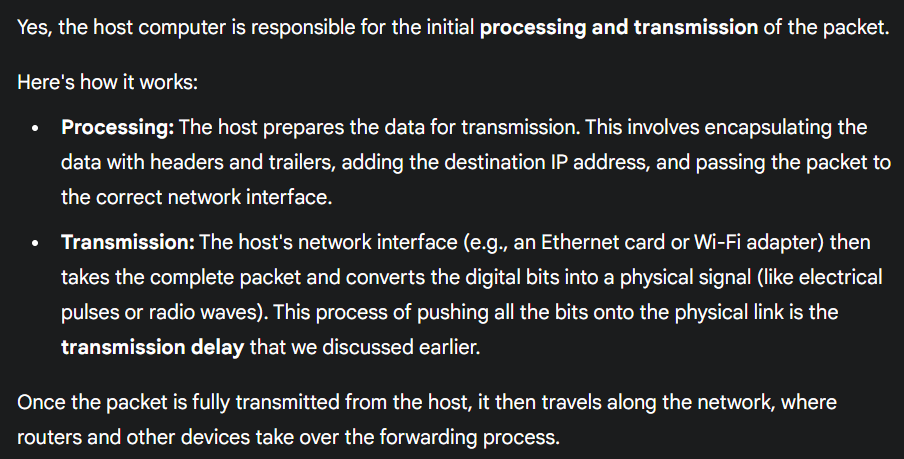 Yes, the host computer is responsible for the initial processing and transmission of the packet.
Here's how it works:
• Processing: The host prepares the data for transmission. This involves encapsulating the
data with headers and trailers, adding the destination IP address, and passing the packet to
the correct network interface.
• Transmission: The host's network interface (e.g., an Ethernet card or Wi-Fi adapter) then
takes the complete packet and converts the digital bits into a physical signal (like electrical
pulses or radio waves). This process of pushing all the bits onto the physical link is the
transmission delay that we discussed earlier.
Once the packet is fully transmitted from the host, it then travels along the network, where
routers and other devices take over the forwarding process.